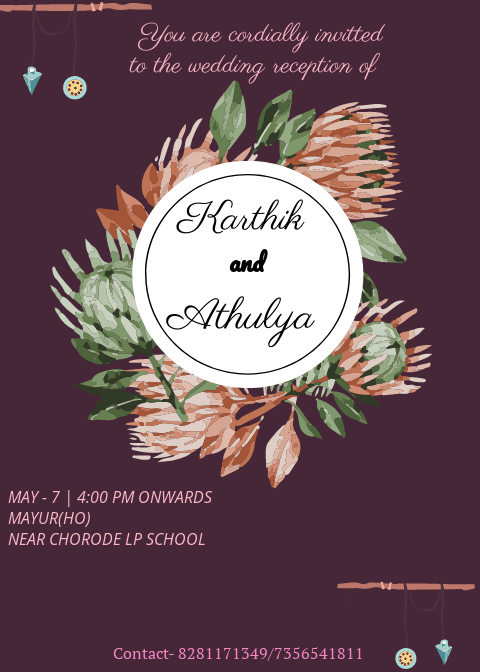 You are cordially invited
to the wedding reception of
Karthik
and
Athulya
MAY - 7 | 4:00 PM ONWARDS
MAYUR(HO)
NEAR CHORODE LP SCHOOL
Contact- 8281171349/7356541811